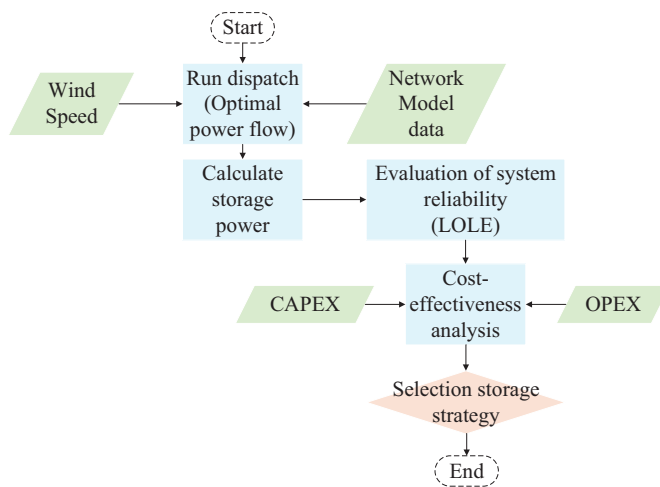 Start
Wind
Speed
Run dispatch
(Optimal
power flow)
Network
Model
data
Calculate
storage
power
Evaluation of system
reliability
(LOLE)
CAPEX
Cost-
effectiveness
analysis
OPEX
Selection storage
strategy
End